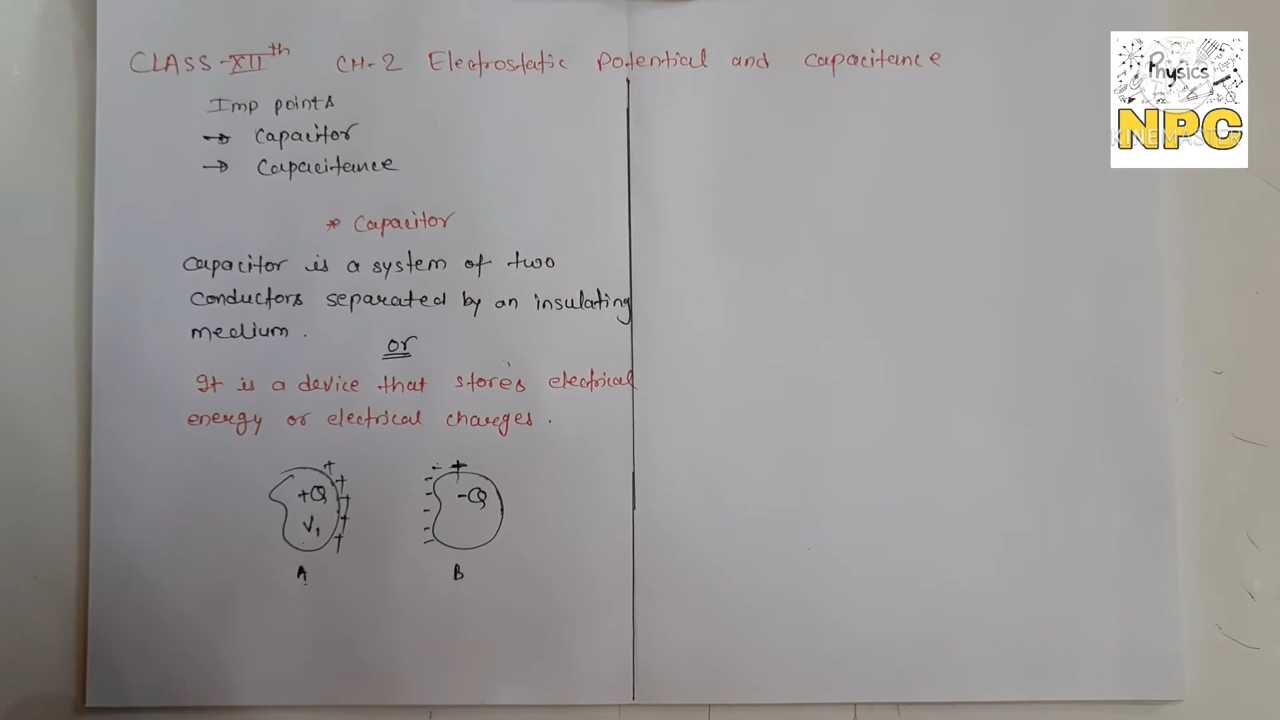 CLASS-XIIth CH-2 Electrostatic Potential and capacitance
Imp points
→ Capacitor
→ Capacitance
* Capacitor
Capacitor is a system of two
conductors separated by an insulating
medium.
or
It is a device that stores electrical
energy or electrical charges.
+Q
V₁
A
-Q
B
Physics
NPC
KINEMASTER